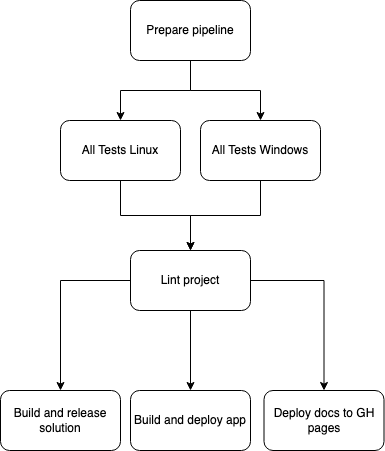 Prepare pipeline
All Tests Linux
All Tests Windows
Lint project
Build and release
solution
Build and deploy app
Deploy docs to GH
pages